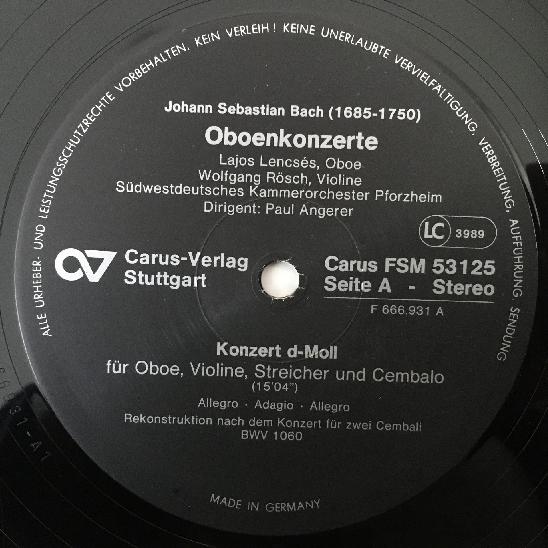 ALLE URHEBER- UND LEISTUNGSSCHUTZRECHTE VORBEHALTEN. KEIN VERLEIH! KEINE UNERLAUBTE VERVIELFÄLTIGUNG, VERBREITUNG, AUFFÜHRUNG SENDUNG
Johann Sebastian Bach (1685-1750)
Oboenkonzerte
Lajos Lencsés, Oboe
Wolfgang Rösch, Violine
Südwestdeutsches Kammerorchester Pforzheim
Dirigent: Paul Angerer
LC 3989
Carus-Verlag
Stuttgart
Carus FSM 53125
Seite A - Stereo
F 666.931 A
Konzert d-Moll
für Oboe, Violine, Streicher und Cembalo
(15'04")
Allegro · Adagio · Allegro
Rekonstruktion nach dem Konzert für zwei Cembali
BWV 1060
MADE IN GERMANY